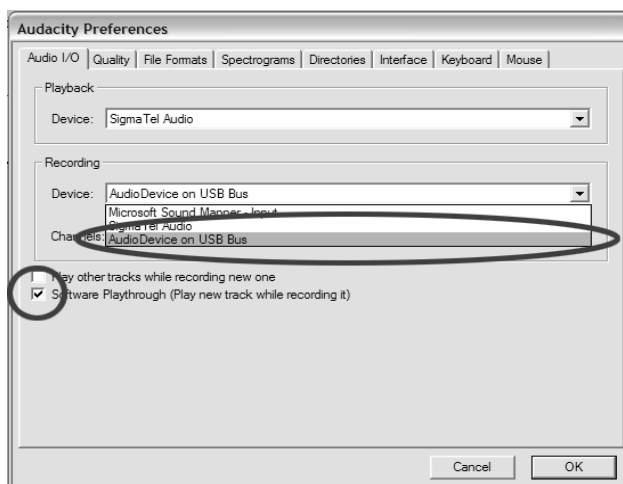 Audacity Preferences
Audio I/O Quality File Formats Spectrograms Directories Interface Keyboard Mouse
Playback
Device: SigmaTel Audio
Recording
Device: AudioDevice on USB Bus
Microsoft Sound Mapper - Input
SigmaTel Audio
Channels: AudioDevice on USB Bus
Play other tracks while recording new one
Software Playthrough (Play new track while recording it)
Cancel OK